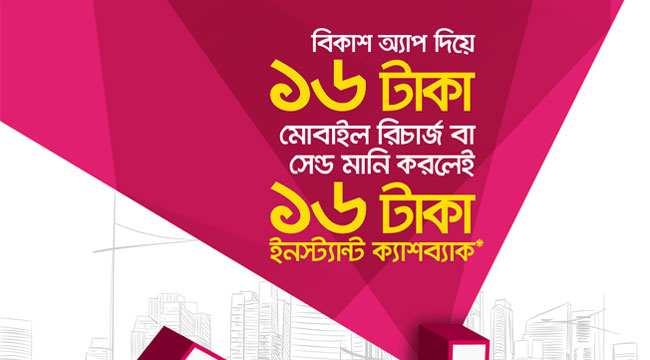 বিকাশ অ্যাপ দিয়ে
১৬ টাকা
মোবাইল রিচার্জ বা
সেন্ড মানি করলেই
১৬ টাকা
ইনস্ট্যান্ট ক্যাশব্যাক*